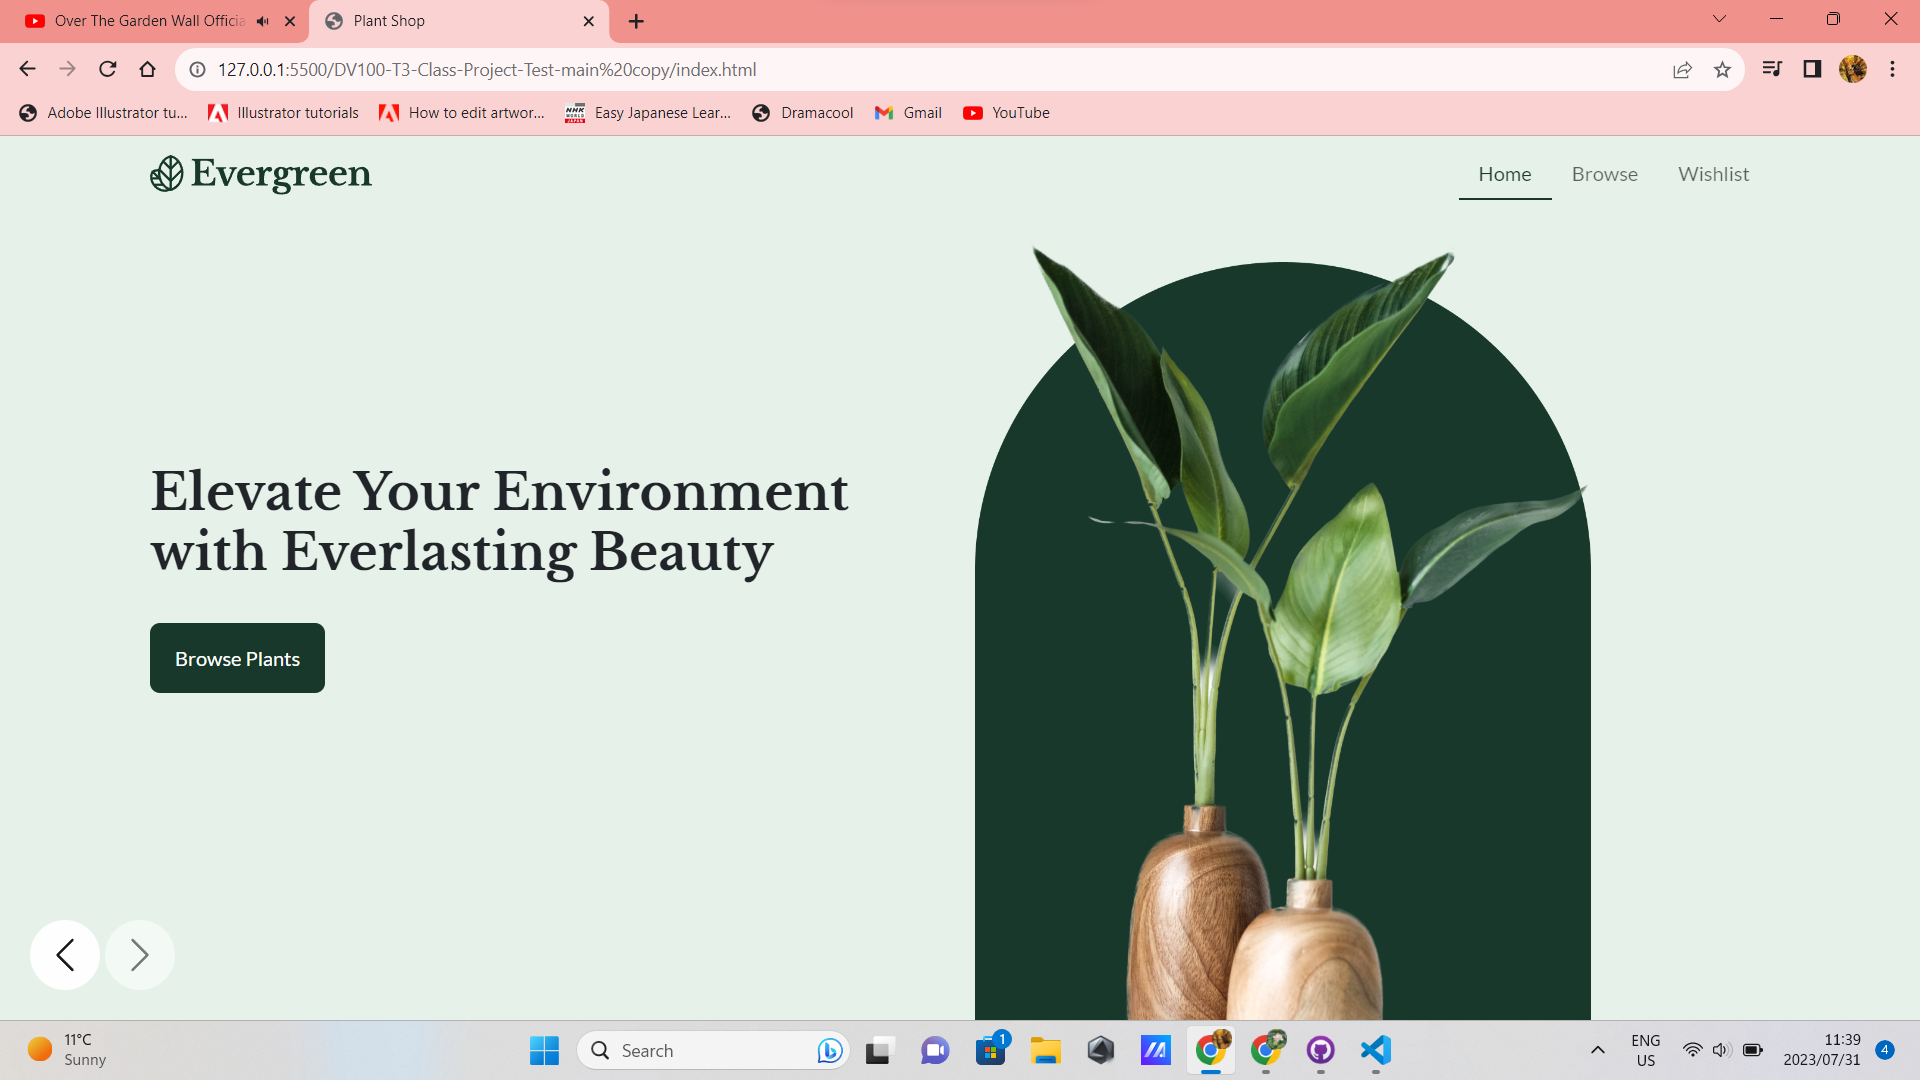 Over The Garden Wall Officia
Plant Shop
127.0.0.1:5500/DV100-T3-Class-Project-Test-main%20copy/index.html
Adobe Illustrator tu...
Illustrator tutorials
How to edit artwor...
NHK WORLD JAPAN
Easy Japanese Lear...
Dramacool
Gmail
YouTube
Evergreen
Home
Browse
Wishlist
Elevate Your Environment
with Everlasting Beauty
Browse Plants
11°C
Sunny
Search
1
ENG
US
11:39
2023/07/31
4